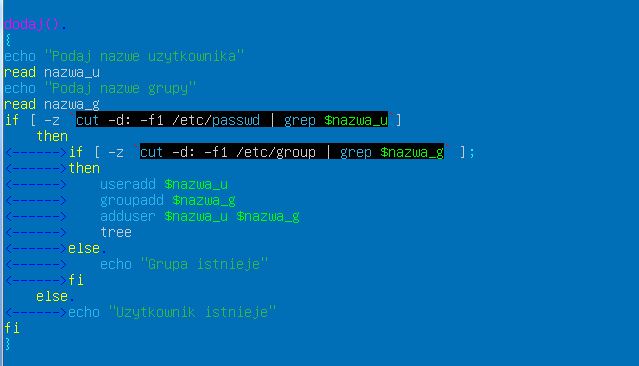 dodaj().
{
echo "Podaj nazwe uzytkownika"
read nazwa_u
echo "Podaj nazwe grupy"
read nazwa_g
if [ -z `cut -d: -f1 /etc/passwd | grep $nazwa_u`]
    then
<------>if [ -z `cut -d: -f1 /etc/group | grep $nazwa_g` ];
<------>then
<------>    useradd $nazwa_u
<------>    groupadd $nazwa_g
<------>    adduser $nazwa_u $nazwa_g
<------>    tree
<------>else.
<------>    echo "Grupa istnieje"
<------>fi
    else.
<------>echo "Uzytkownik istnieje"
fi
}